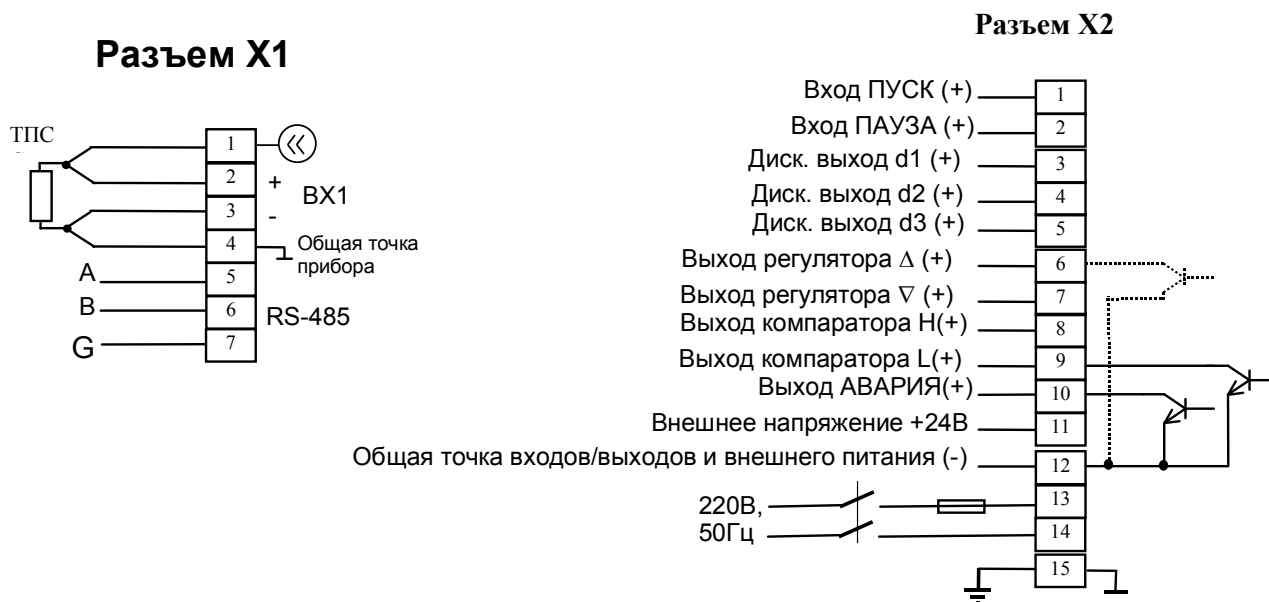 Разъем X1
ТПС
1
2
+
3
-
ВХ1
4
Общая точка
прибора
A
5
B
6
RS-485
G
7
Разъем X2
Вход ПУСК (+)
1
Вход ПАУЗА (+)
2
Диск. выход d1 (+)
3
Диск. выход d2 (+)
4
Диск. выход d3 (+)
5
Выход регулятора Δ (+)
6
Выход регулятора ∇ (+)
7
Выход компаратора H(+)
8
Выход компаратора L(+)
9
Выход АВАРИЯ(+)
10
Внешнее напряжение +24В
11
Общая точка входов/выходов и внешнего питания (-)
12
220В,
13
50Гц
14
15